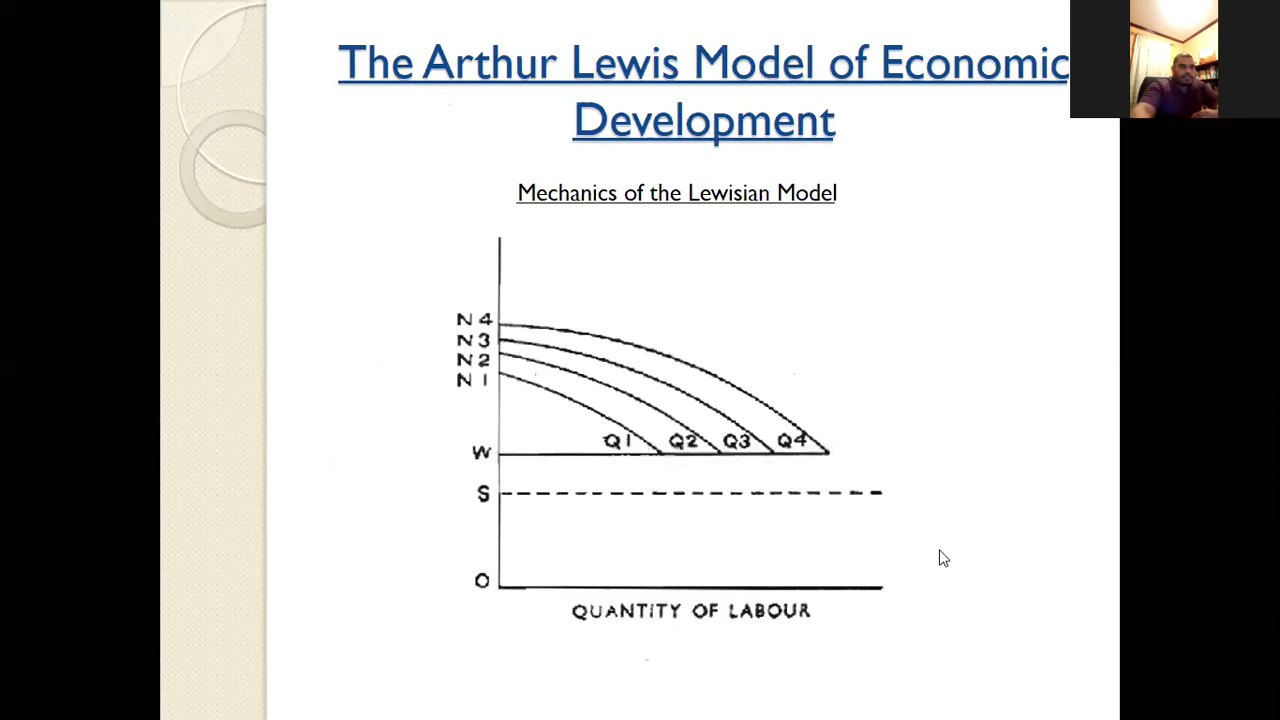 The Arthur Lewis Model of Economic
Development
Mechanics of the Lewisian Model
N 4
N 3
N 2
N 1
Q1 Q2 Q3 Q4
W
S
O
QUANTITY OF LABOUR